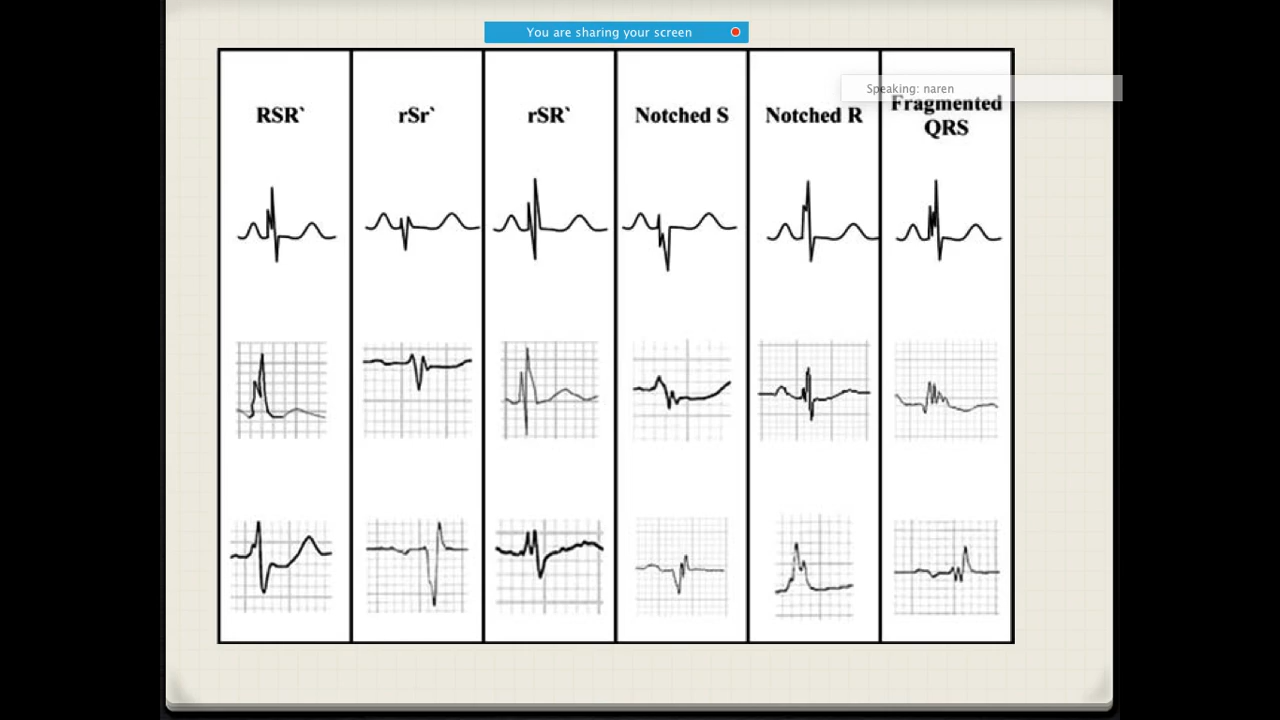 You are sharing your screen
Speaking: naren
RSR`
rSr`
rSR`
Notched S
Notched R
Fragmented
QRS